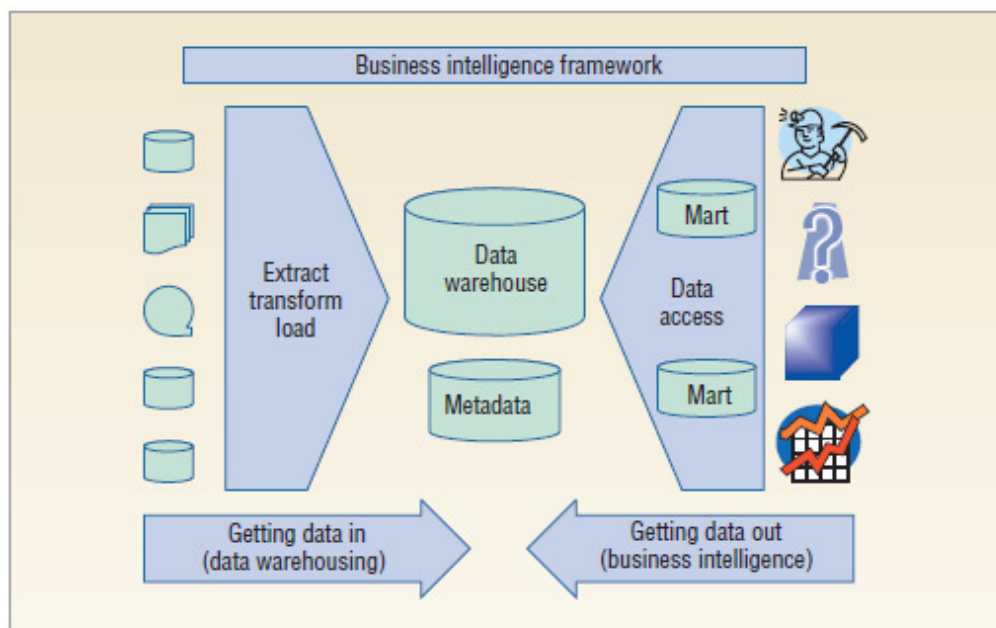 Business intelligence framework
Extract
transform
load
Data
warehouse
Metadata
Mart
Data
access
Mart
?
Getting data in
(data warehousing)
Getting data out
(business intelligence)